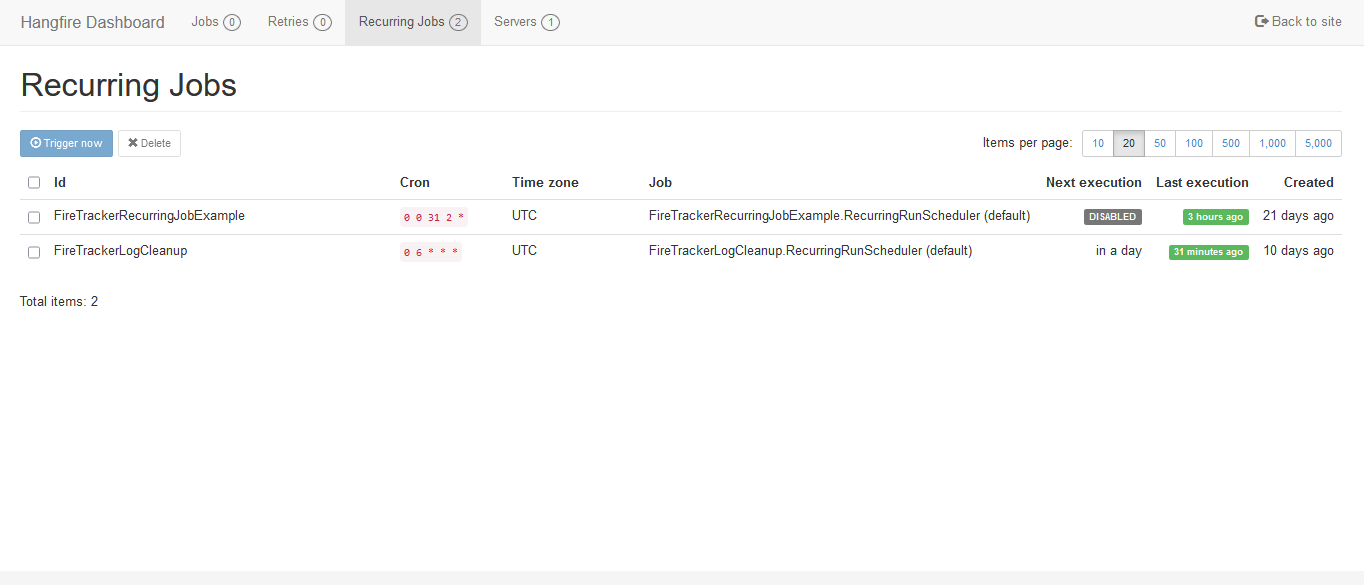 Hangfire Dashboard Jobs 0 Retries 0 Recurring Jobs 2 Servers 1 Back to site
Recurring Jobs
Trigger now Delete Items per page: 10 20 50 100 500 1,000 5,000
Id Cron Time zone Job Next execution Last execution Created
FireTrackerRecurringJobExample 0 0 31 2 * UTC FireTrackerRecurringJobExample.RecurringRunScheduler (default) DISABLED 3 hours ago 21 days ago
FireTrackerLogCleanup 0 6 * * * UTC FireTrackerLogCleanup.RecurringRunScheduler (default) in a day 31 minutes ago 10 days ago
Total items: 2